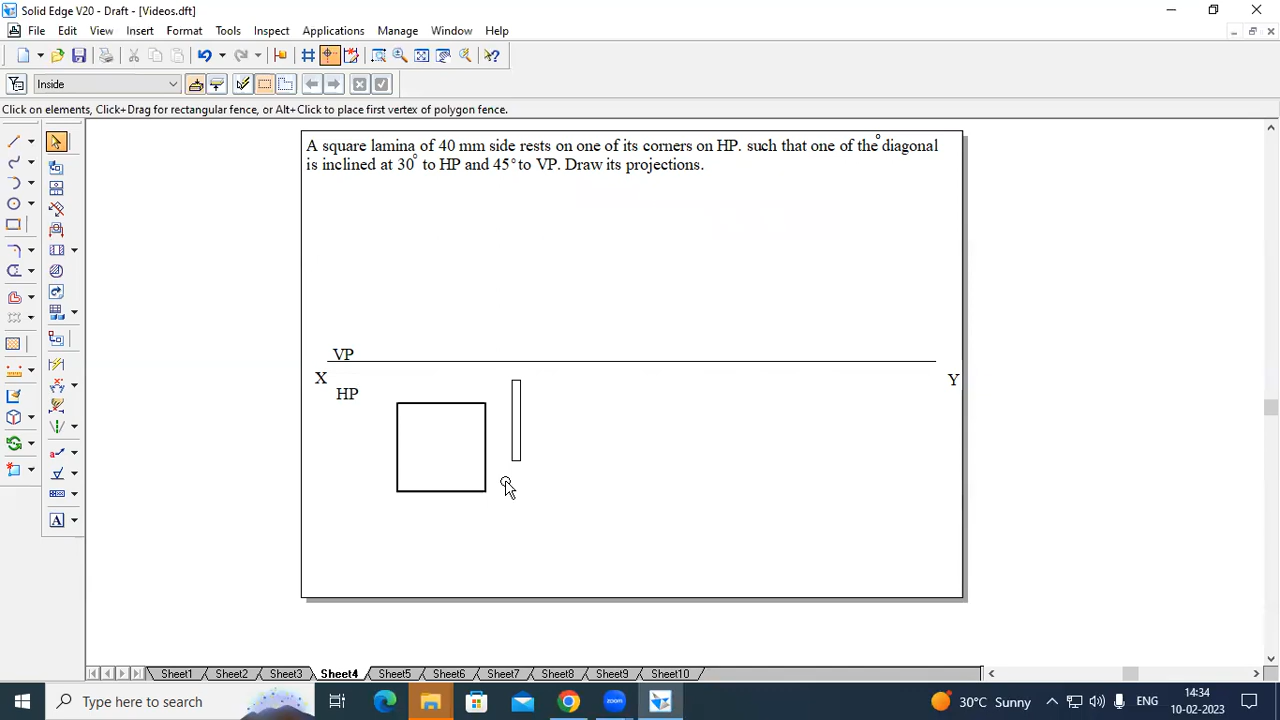 Solid Edge V20 - Draft - [Videos.dft]
File Edit View Insert Format Tools Inspect Applications Manage Window Help
Inside
Click on elements, Click+Drag for rectangular fence, or Alt+Click to place first vertex of polygon fence.
A square lamina of 40 mm side rests on one of its corners on HP. such that one of the° diagonal
is inclined at 30° to HP and 45° to VP. Draw its projections.
VP
X
Y
HP
A
Sheet1 Sheet2 Sheet3 Sheet4 Sheet5 Sheet6 Sheet7 Sheet8 Sheet9 Sheet10
Type here to search
zoom
30°C Sunny
ENG
14:34
10-02-2023